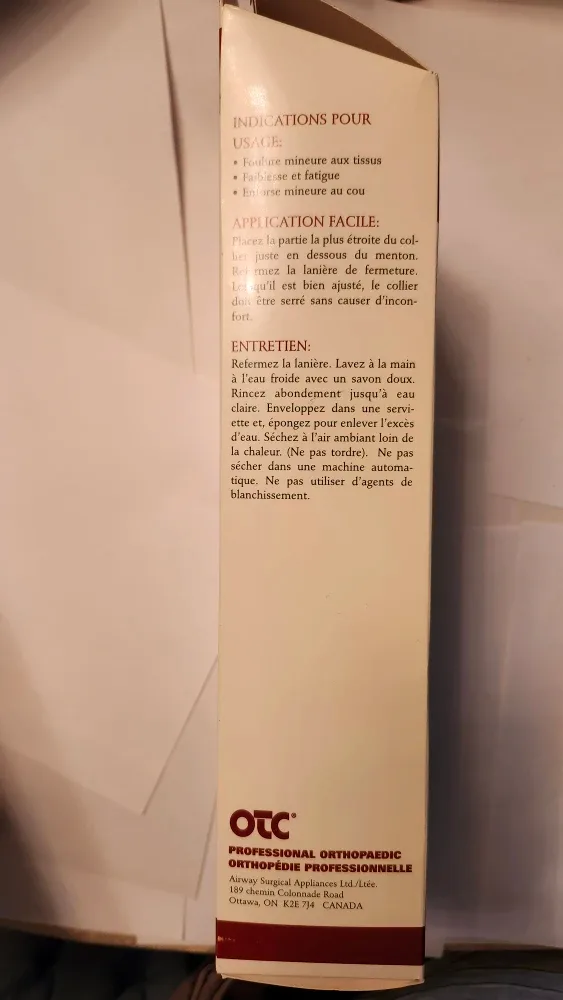 INDICATIONS POUR
USAGE:
• Foulure mineure aux tissus
• Faiblesse et fatigue
• Entorse mineure au cou
APPLICATION FACILE:
Placez la partie la plus étroite du col-
lier juste en dessous du menton.
Refermez la lanière de fermeture.
Lorsqu'il est bien ajusté, le collier
doit être serré sans causer d'incon-
fort.
ENTRETIEN:
Refermez la lanière. Lavez à la main
à l'eau froide avec un savon doux.
Rincez abondement jusqu'à eau
claire. Enveloppez dans une servi-
ette et, épongez pour enlever l'excès
d'eau. Séchez à l'air ambiant loin de
la chaleur. (Ne pas tordre). Ne pas
sécher dans une machine automa-
tique. Ne pas utiliser d'agents de
blanchissement.
OTC®
PROFESSIONAL ORTHOPAEDIC
ORTHOPÉDIE PROFESSIONNELLE
Airway Surgical Appliances Ltd./Ltée.
189 chemin Colonnade Road
Ottawa, ON K2E 7J4 CANADA